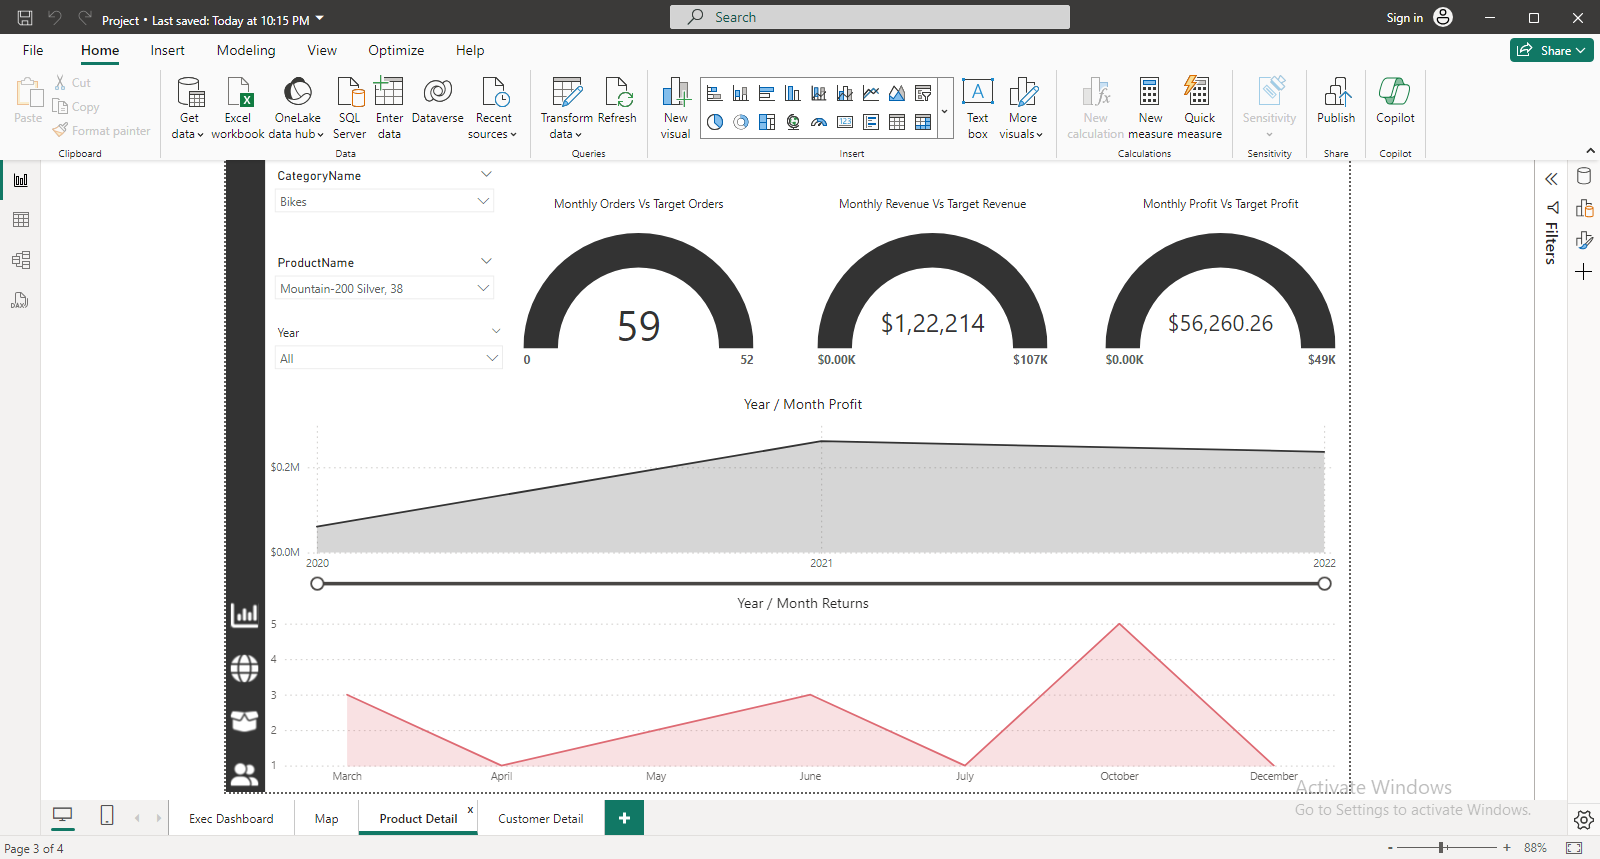 Project • Last saved: Today at 10:15 PM
Search
Sign in
File Home Insert Modeling View Optimize Help
Share
Paste
Cut
Copy
Format painter
Clipboard
Get data
Excel workbook
OneLake data hub
SQL Server
Enter data
Dataverse
Recent sources
Data
Transform data
Refresh
Queries
New visual
Text box
More visuals
Insert
New calculation
New measure
Quick measure
Calculations
Sensitivity
Sensitivity
Publish
Share
Copilot
Copilot
CategoryName
Bikes
ProductName
Mountain-200 Silver, 38
Year
All
Monthly Orders Vs Target Orders
59
0 52
Monthly Revenue Vs Target Revenue
$1,22,214
$0.00K $107K
Monthly Profit Vs Target Profit
$56,260.26
$0.00K $49K
Filters
Year / Month Profit
$0.2M
$0.0M
2020 2021 2022
Year / Month Returns
5
4
3
2
1
March April May June July October December
Activate Windows
Go to Settings to activate Windows.
Exec Dashboard Map Product Detail x Customer Detail +
Page 3 of 4
- + 88%